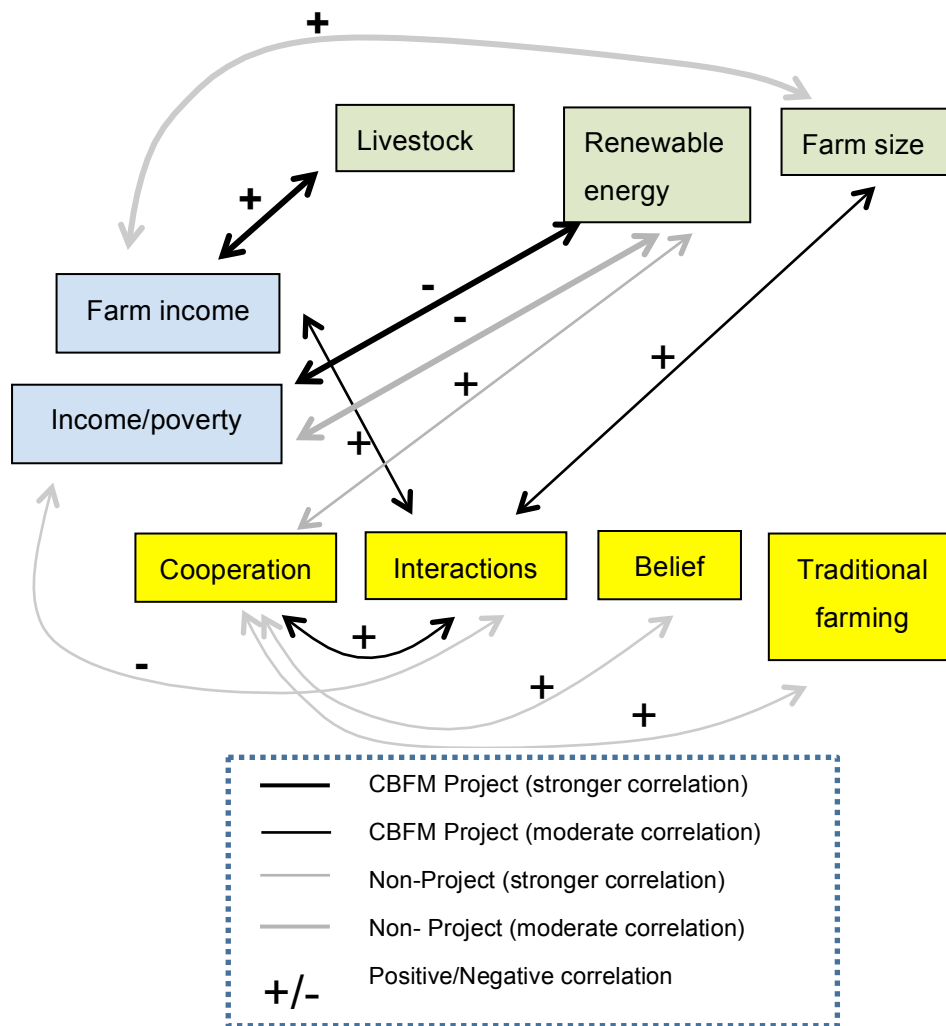 +
Livestock
Renewable
energy
Farm size
+
Farm income
-
-
+
+
Income/poverty
+
Cooperation
Interactions
Belief
Traditional
farming
+
-
+
+
CBFM Project (stronger correlation)
CBFM Project (moderate correlation)
Non-Project (stronger correlation)
Non- Project (moderate correlation)
+/- Positive/Negative correlation